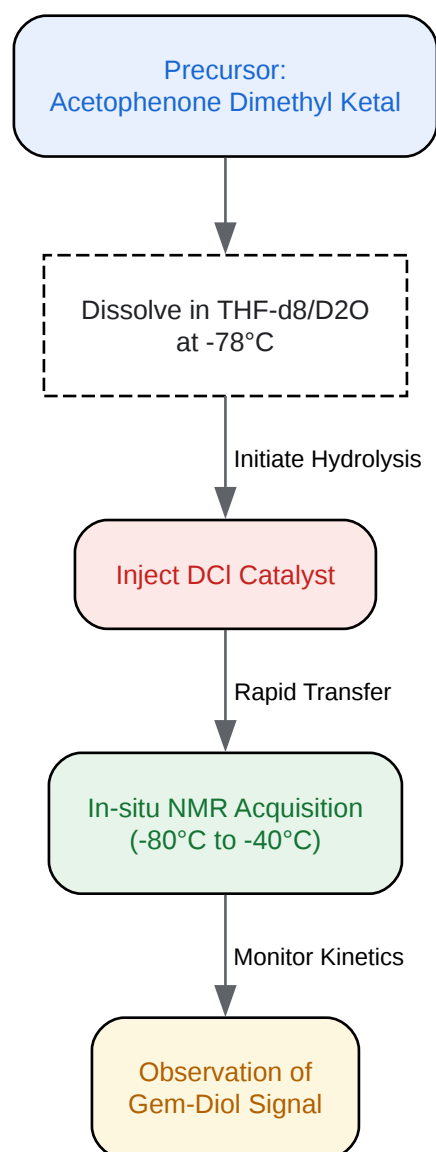 Precursor:
Acetophenone Dimethyl Ketal
Dissolve in THF-d8/D2O
at -78°C
Initiate Hydrolysis
Inject DCl Catalyst
Rapid Transfer
In-situ NMR Acquisition
(-80°C to -40°C)
Monitor Kinetics
Observation of
Gem-Diol Signal